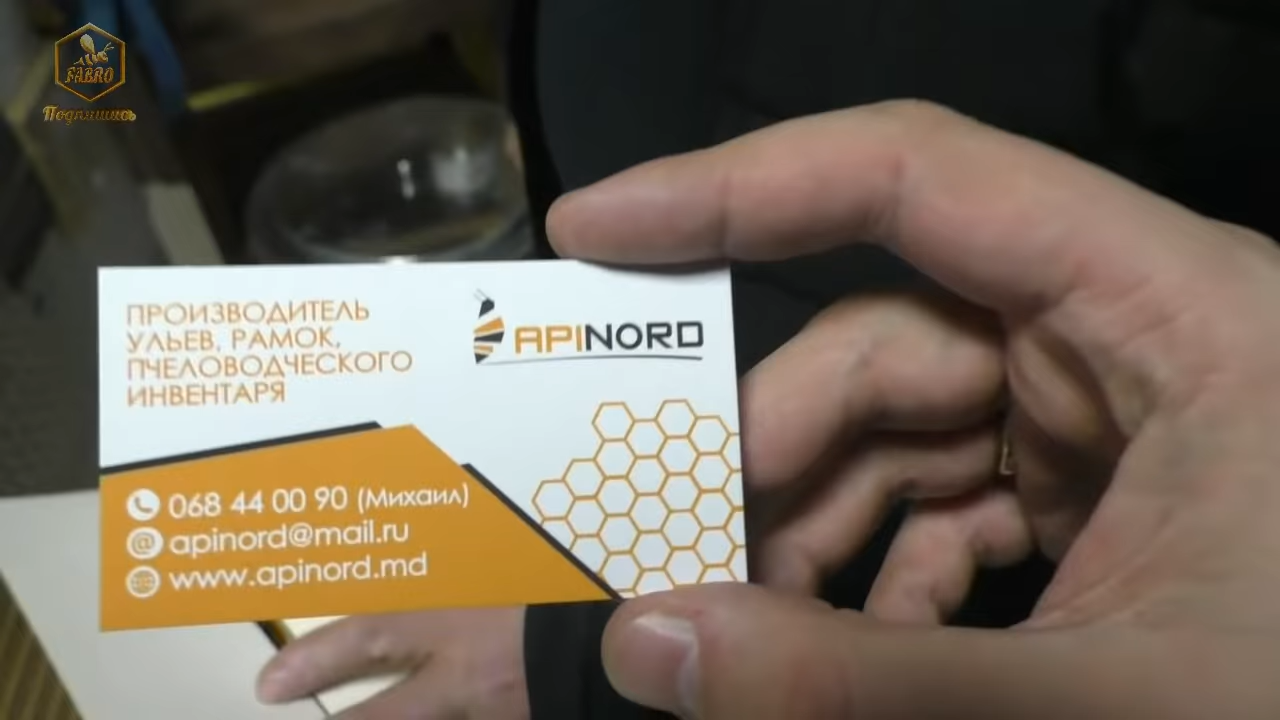 FABRO
Подпишись
ПРОИЗВОДИТЕЛЬ
УЛЬЕВ, РАМОК,
ПЧЕЛОВОДЧЕСКОГО
ИНВЕНТАРЯ
APINORD
068 44 00 90 (Михаил)
apinord@mail.ru
www.apinord.md